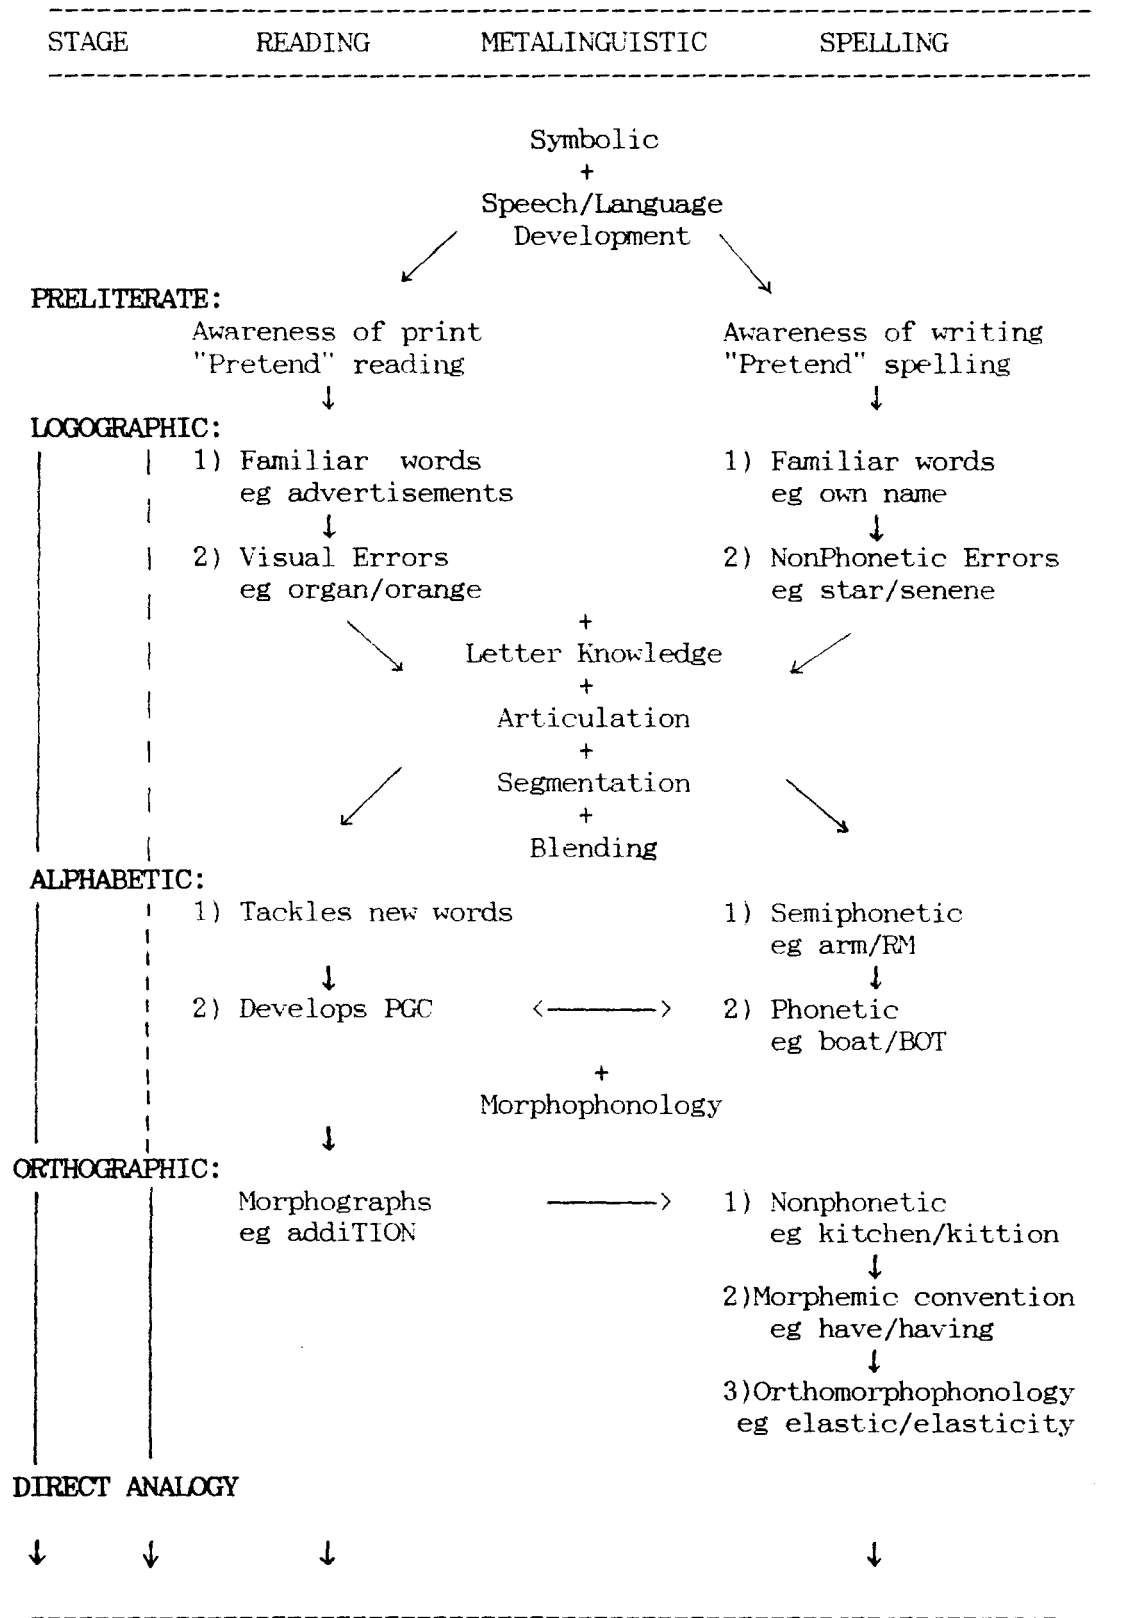 STAGE READING METALINGUISTIC SPELLING
Symbolic
+
Speech/Language
Development
PRELITERATE:
Awareness of print Awareness of writing
"Pretend" reading "Pretend" spelling
LOGOGRAPHIC:
1) Familiar words 1) Familiar words
eg advertisements eg own name
2) Visual Errors 2) NonPhonetic Errors
eg organ/orange eg star/senene
+
Letter Knowledge
+
Articulation
+
Segmentation
+
Blending
ALPHABETIC:
1) Tackles new words 1) Semiphonetic
eg arm/RM
2) Develops PGC 2) Phonetic
eg boat/BOT
+
Morphophonology
ORTHOGRAPHIC:
Morphographs 1) Nonphonetic
eg addiTION eg kitchen/kittion
2)Morphemic convention
eg have/having
3)Orthomorphophonology
eg elastic/elasticity
DIRECT ANALOGY